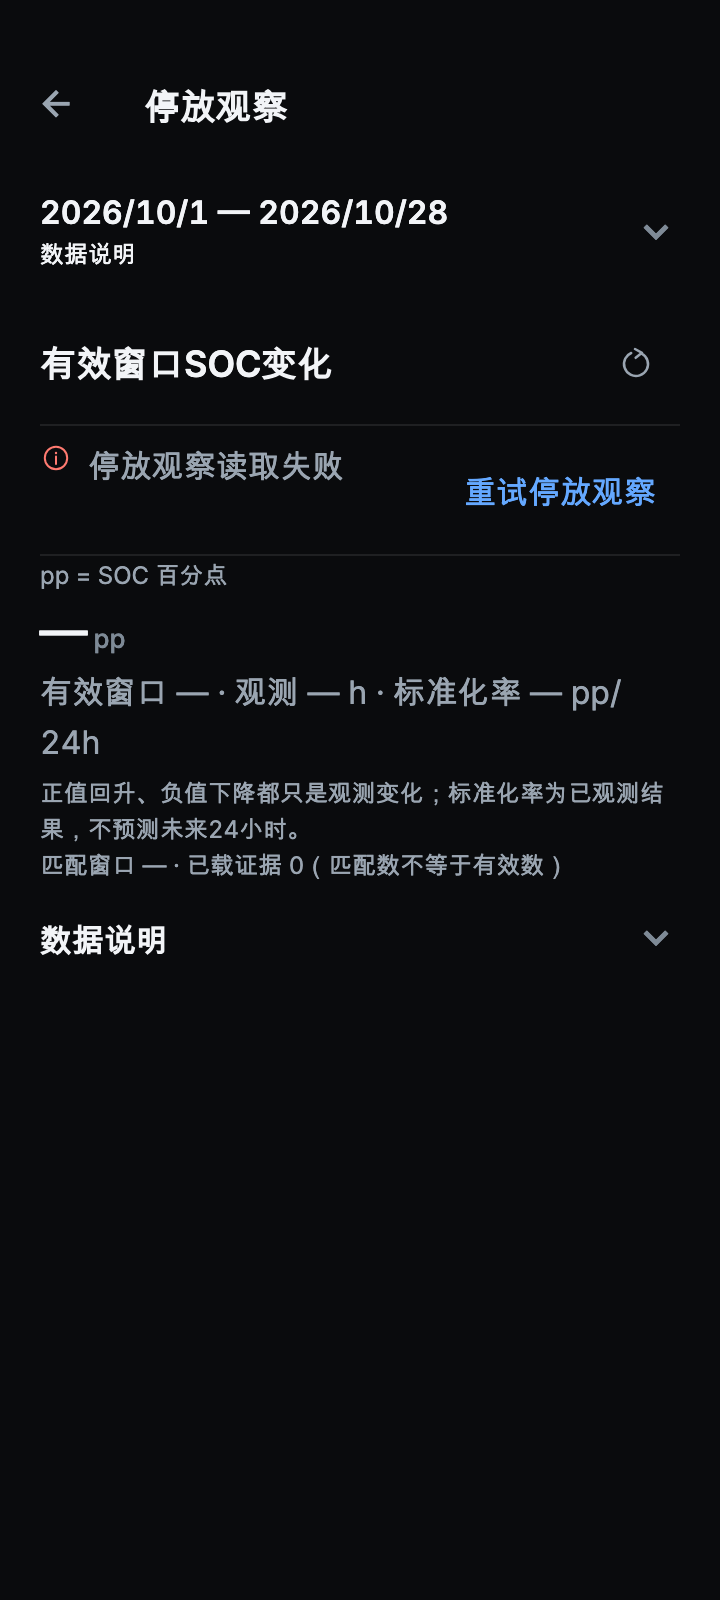 停放观察
2026/10/1 — 2026/10/28
数据说明
有效窗口SOC变化
停放观察读取失败
重试停放观察
pp = SOC 百分点
— pp
有效窗口 — · 观测 — h · 标准化率 — pp/
24h
正值回升、负值下降都只是观测变化；标准化率为已观测结
果，不预测未来24小时。
匹配窗口 — · 已载证据 0（匹配数不等于有效数）
数据说明